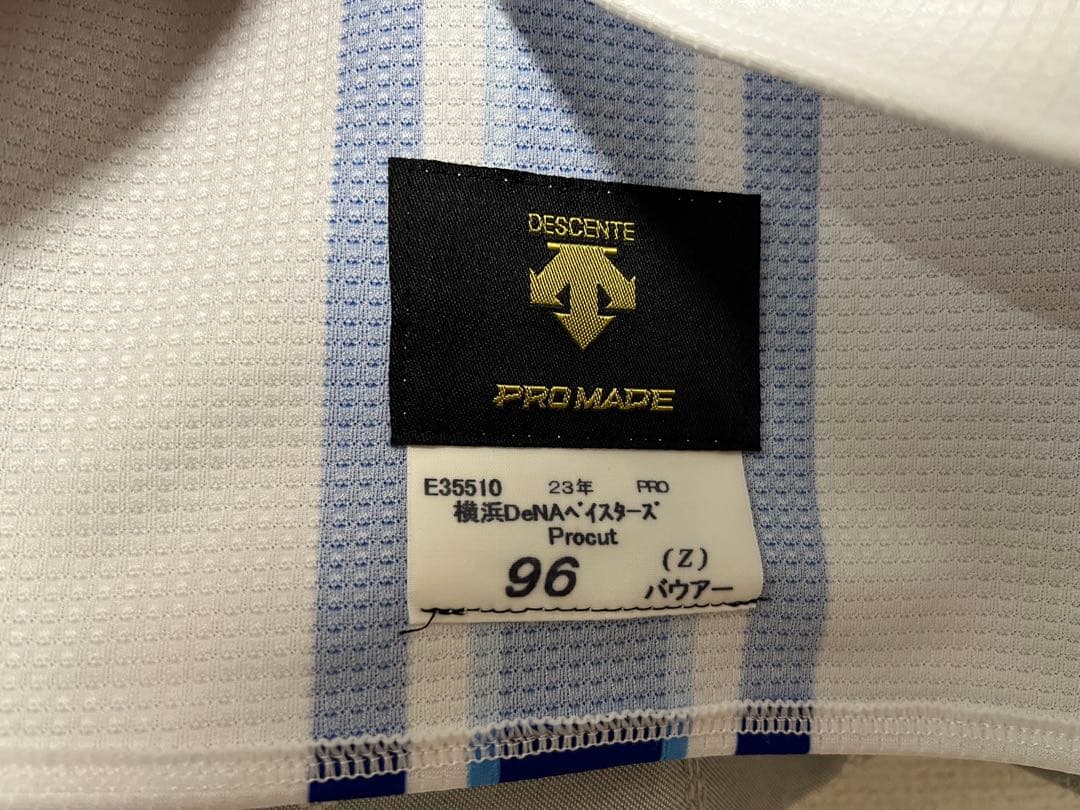 DESCENTE
PRO MADE
E35510 23年 PRO
横浜DeNAベイスターズ
Procut
96 (Z)
バウアー